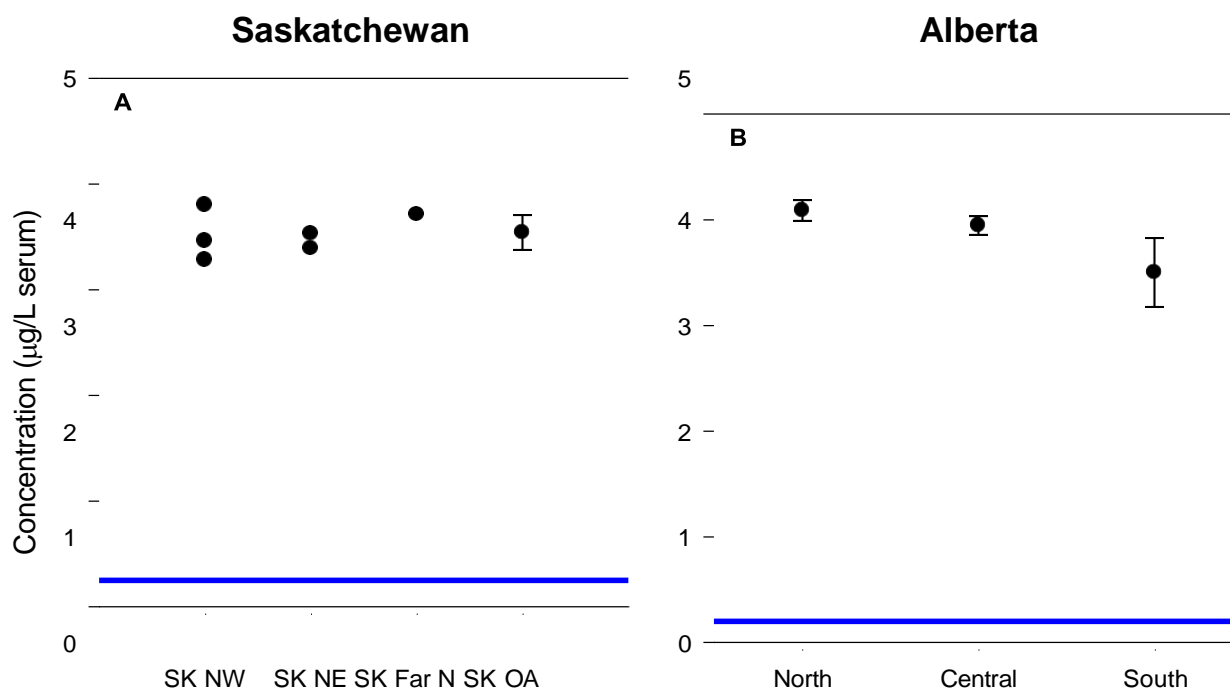 Saskatchewan
Alberta
Concentration (μg/L serum)
5
4
3
2
1
0
A
SK NW SK NE SK Far N SK OA
5
4
3
2
1
0
B
North Central South